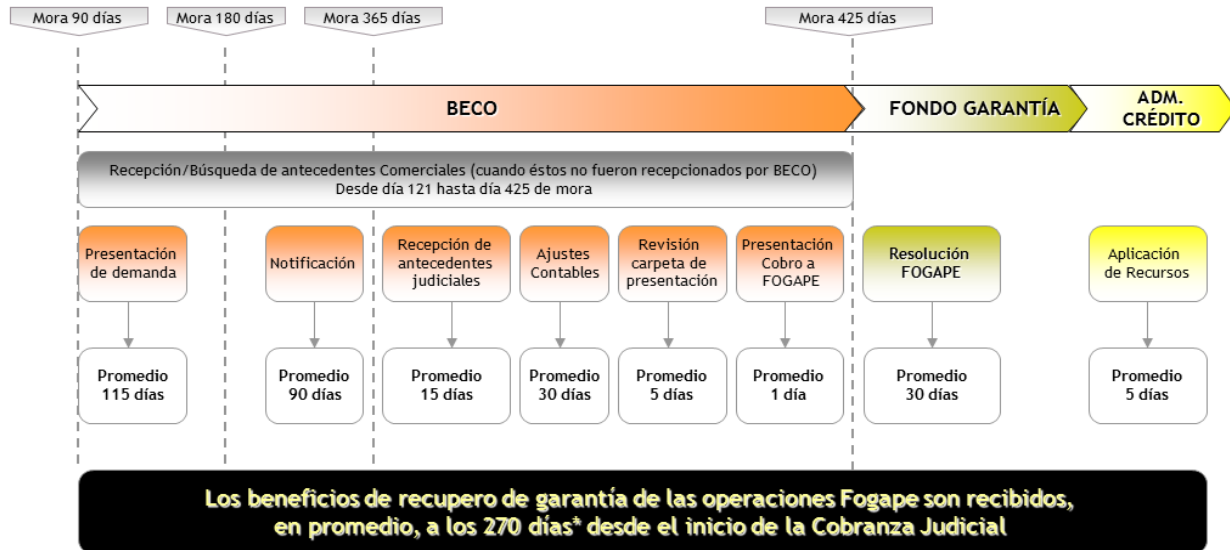 Mora 90 días
Mora 180 días
Mora 365 días
Mora 425 días
BECO
FONDO GARANTÍA
ADM.
CRÉDITO
Recepción/Búsqueda de antecedentes Comerciales (cuando éstos no fueron recepcionados por BECO)
Desde día 121 hasta día 425 de mora
Presentación
de demanda
Notificación
Recepción de
antecedentes
judiciales
Ajustes
Contables
Revisión
carpeta de
presentación
Presentación
Cobro a
FOGAPE
Resolución
FOGAPE
Aplicación
de Recursos
Promedio
115 días
Promedio
90 días
Promedio
15 días
Promedio
30 días
Promedio
5 días
Promedio
1 día
Promedio
30 días
Promedio
5 días
Los beneficios de recupero de garantía de las operaciones Fogape son recibidos,
en promedio, a los 270 días* desde el inicio de la Cobranza Judicial